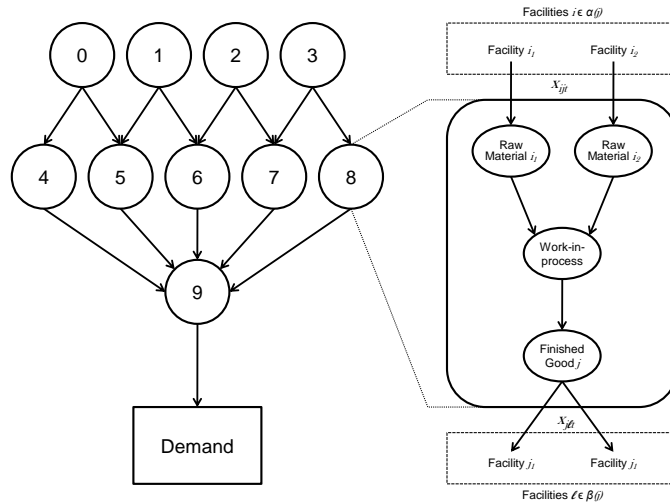 0
1
2
3
4
5
6
7
8
9
Demand
Facilities i ϵ α(j)
Facility i₁
Facility i₂
Xijt
Raw
Material i₁
Raw
Material i₂
Work-in-
process
Finished
Good j
Xjℓt
Facility j₁
Facility j₁
Facilities ℓ ϵ β(j)